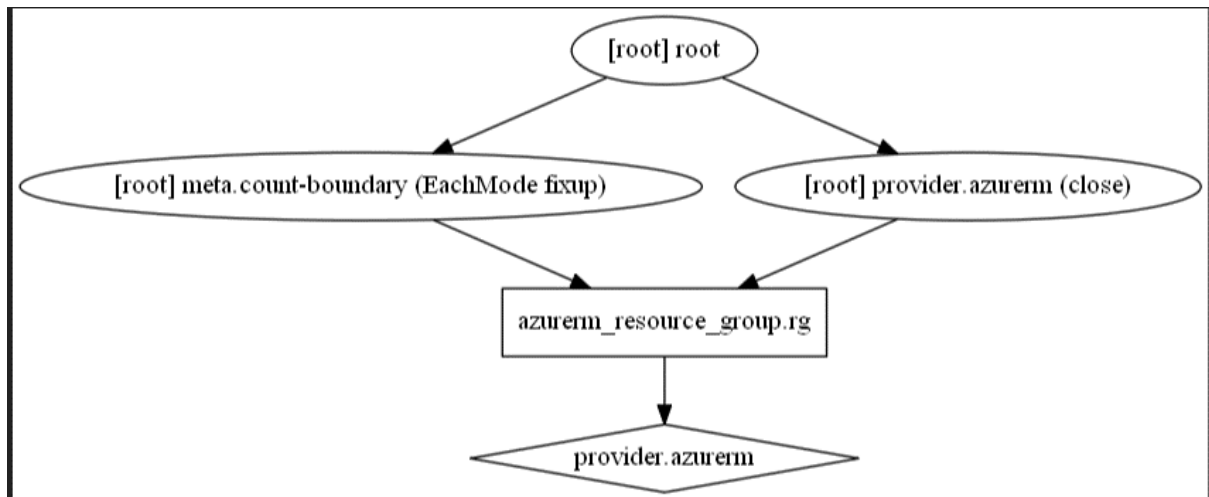 [root] root
[root] meta.count-boundary (EachMode fixup)
[root] provider.azurerm (close)
azurerm_resource_group.rg
provider.azurerm